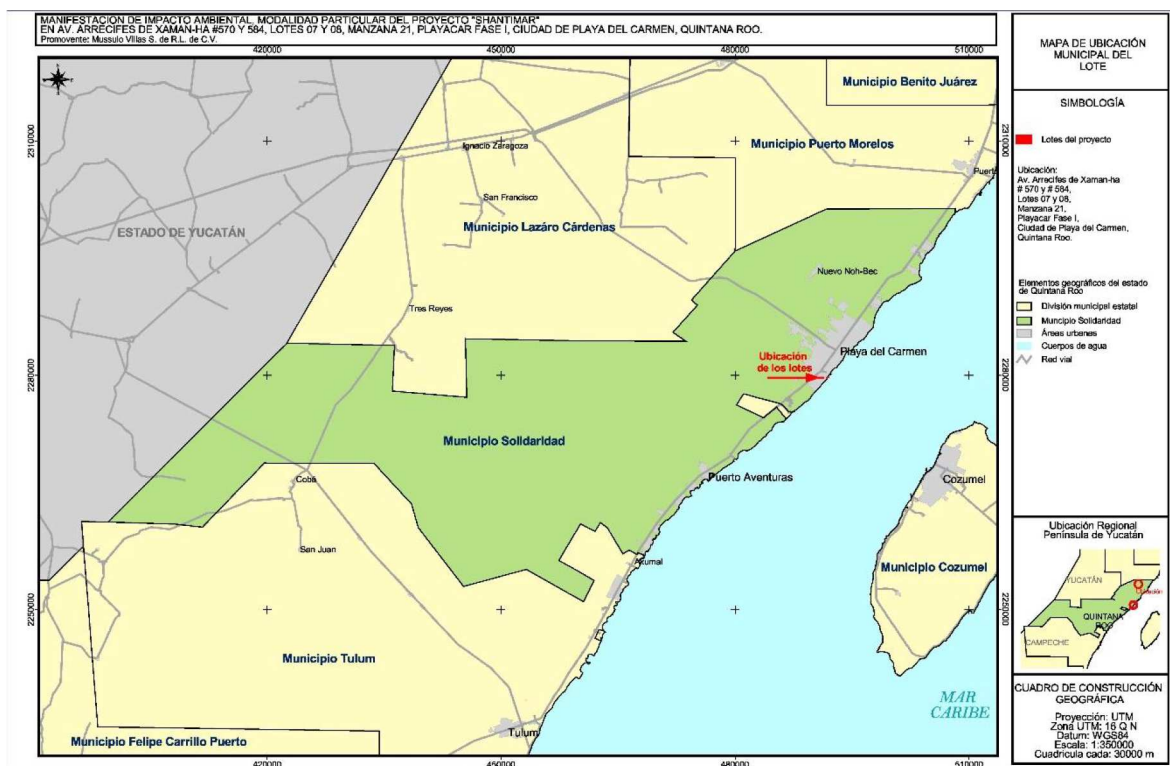 MANIFESTACION DE IMPACTO AMBIENTAL, MODALIDAD PARTICULAR DEL PROYECTO "SHANTIMAR"
EN AV. ARRECIFES DE XAMAN-HA #570 Y 584, LOTES 07 Y 08, MANZANA 21, PLAYACAR FASE I, CIUDAD DE PLAYA DEL CARMEN, QUINTANA ROO.
Promovente: Mussulo Villas S. de R.L. de C.V.
420000
450000
480000
510000
2310000
2310000
2280000
2280000
2250000
2250000
420000
450000
480000
510000
Municipio Benito Juárez
Municipio Puerto Morelos
Puerto
Ignacio Zaragoza
San Francisco
Municipio Lazáro Cárdenas
ESTADO DE YUCATÁN
Nuevo Noh-Bec
Tres Reyes
Playa del Carmen
Ubicación
de los lotes
Municipio Solidaridad
Cobá
Puerto Aventuras
Cozumel
San Juan
Akumal
Municipio Cozumel
Municipio Tulum
MAR
CARIBE
Tulum
Municipio Felipe Carrillo Puerto
MAPA DE UBICACIÓN
MUNICIPAL DEL
LOTE
SIMBOLOGÍA
Lotes del proyecto
Ubicación:
Av. Arrecifes de Xaman-ha
# 570 y # 584,
Lotes 07 y 08,
Manzana 21,
Playacar Fase I,
Ciudad de Playa del Carmen,
Quintana Roo.
Elementos geográficos del estado
de Quintana Roo
División municipal estatal
Muncipio Solidaridad
Áreas urbanas
Cuerpos de agua
Red vial
Ubicación Regional
Península de Yucatán
YUCATÁN
QUINTANA
ROO
CAMPECHE
CUADRO DE CONSTRUCCIÓN
GEOGRÁFICA
Proyección: UTM
Zona UTM: 16 Q N
Datum: WGS84
Escala: 1:350000
Cuadrícula cada: 30000 m